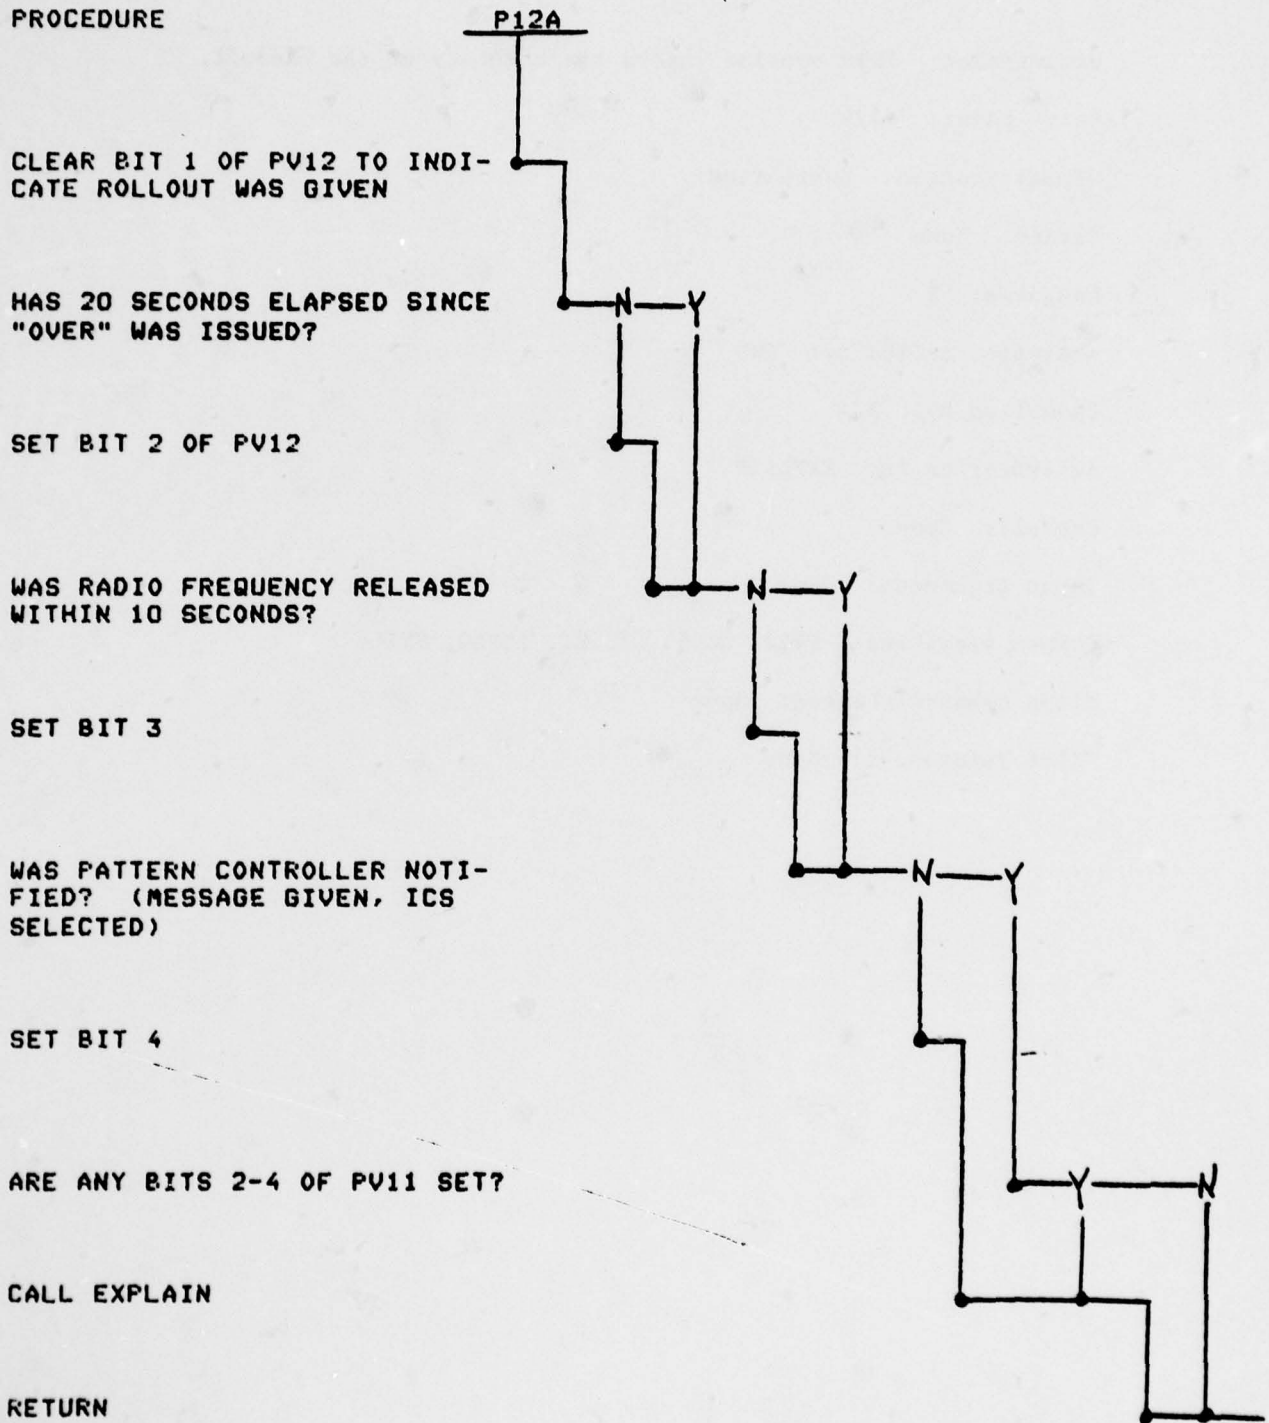 PROCEDURE P12A
CLEAR BIT 1 OF PV12 TO INDI-
CATE ROLLOUT WAS GIVEN
HAS 20 SECONDS ELAPSED SINCE N Y
"OVER" WAS ISSUED?
SET BIT 2 OF PV12
WAS RADIO FREQUENCY RELEASED N Y
WITHIN 10 SECONDS?
SET BIT 3
WAS PATTERN CONTROLLER NOTI- N Y
FIED? (MESSAGE GIVEN, ICS
SELECTED)
SET BIT 4
ARE ANY BITS 2-4 OF PV11 SET? Y N
CALL EXPLAIN
RETURN